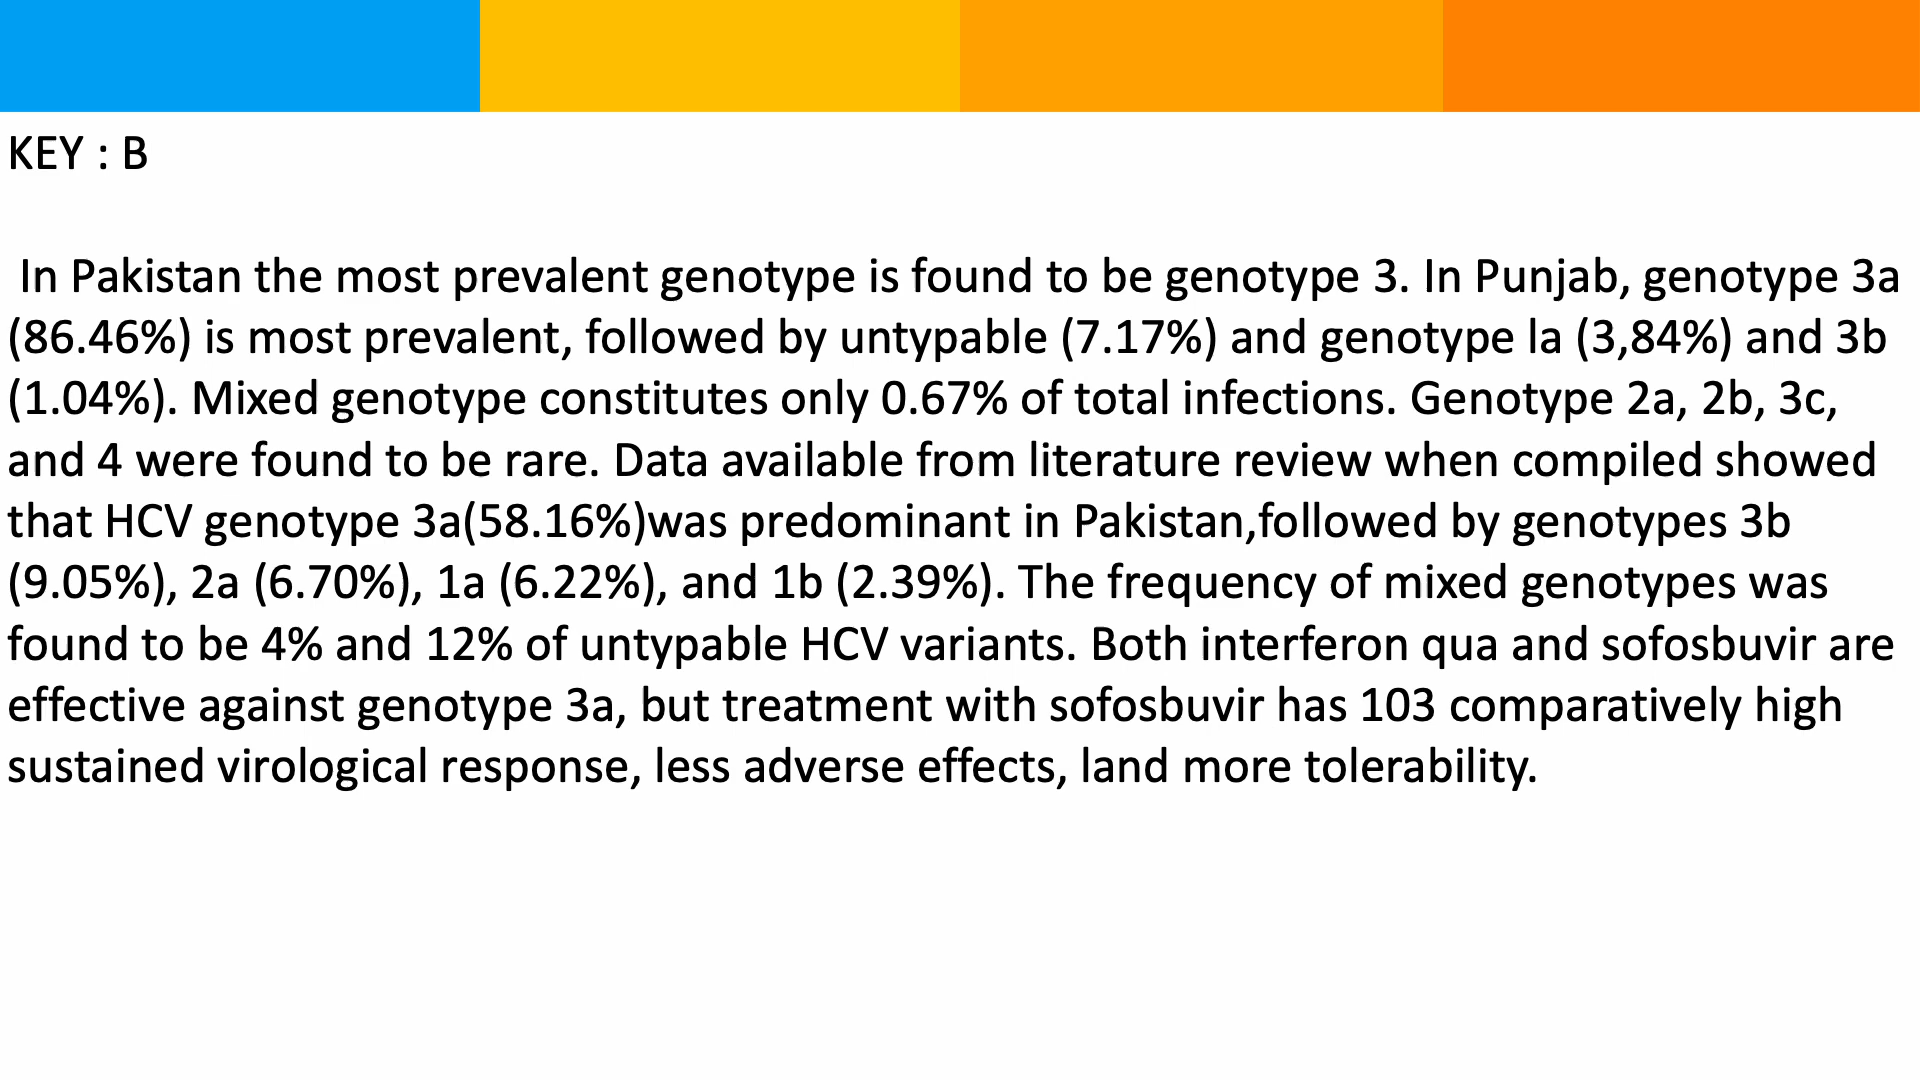 KEY : B
In Pakistan the most prevalent genotype is found to be genotype 3. In Punjab, genotype 3a
(86.46%) is most prevalent, followed by untypable (7.17%) and genotype la (3,84%) and 3b
(1.04%). Mixed genotype constitutes only 0.67% of total infections. Genotype 2a, 2b, 3c,
and 4 were found to be rare. Data available from literature review when compiled showed
that HCV genotype 3a(58.16%)was predominant in Pakistan,followed by genotypes 3b
(9.05%), 2a (6.70%), 1a (6.22%), and 1b (2.39%). The frequency of mixed genotypes was
found to be 4% and 12% of untypable HCV variants. Both interferon qua and sofosbuvir are
effective against genotype 3a, but treatment with sofosbuvir has 103 comparatively high
sustained virological response, less adverse effects, land more tolerability.